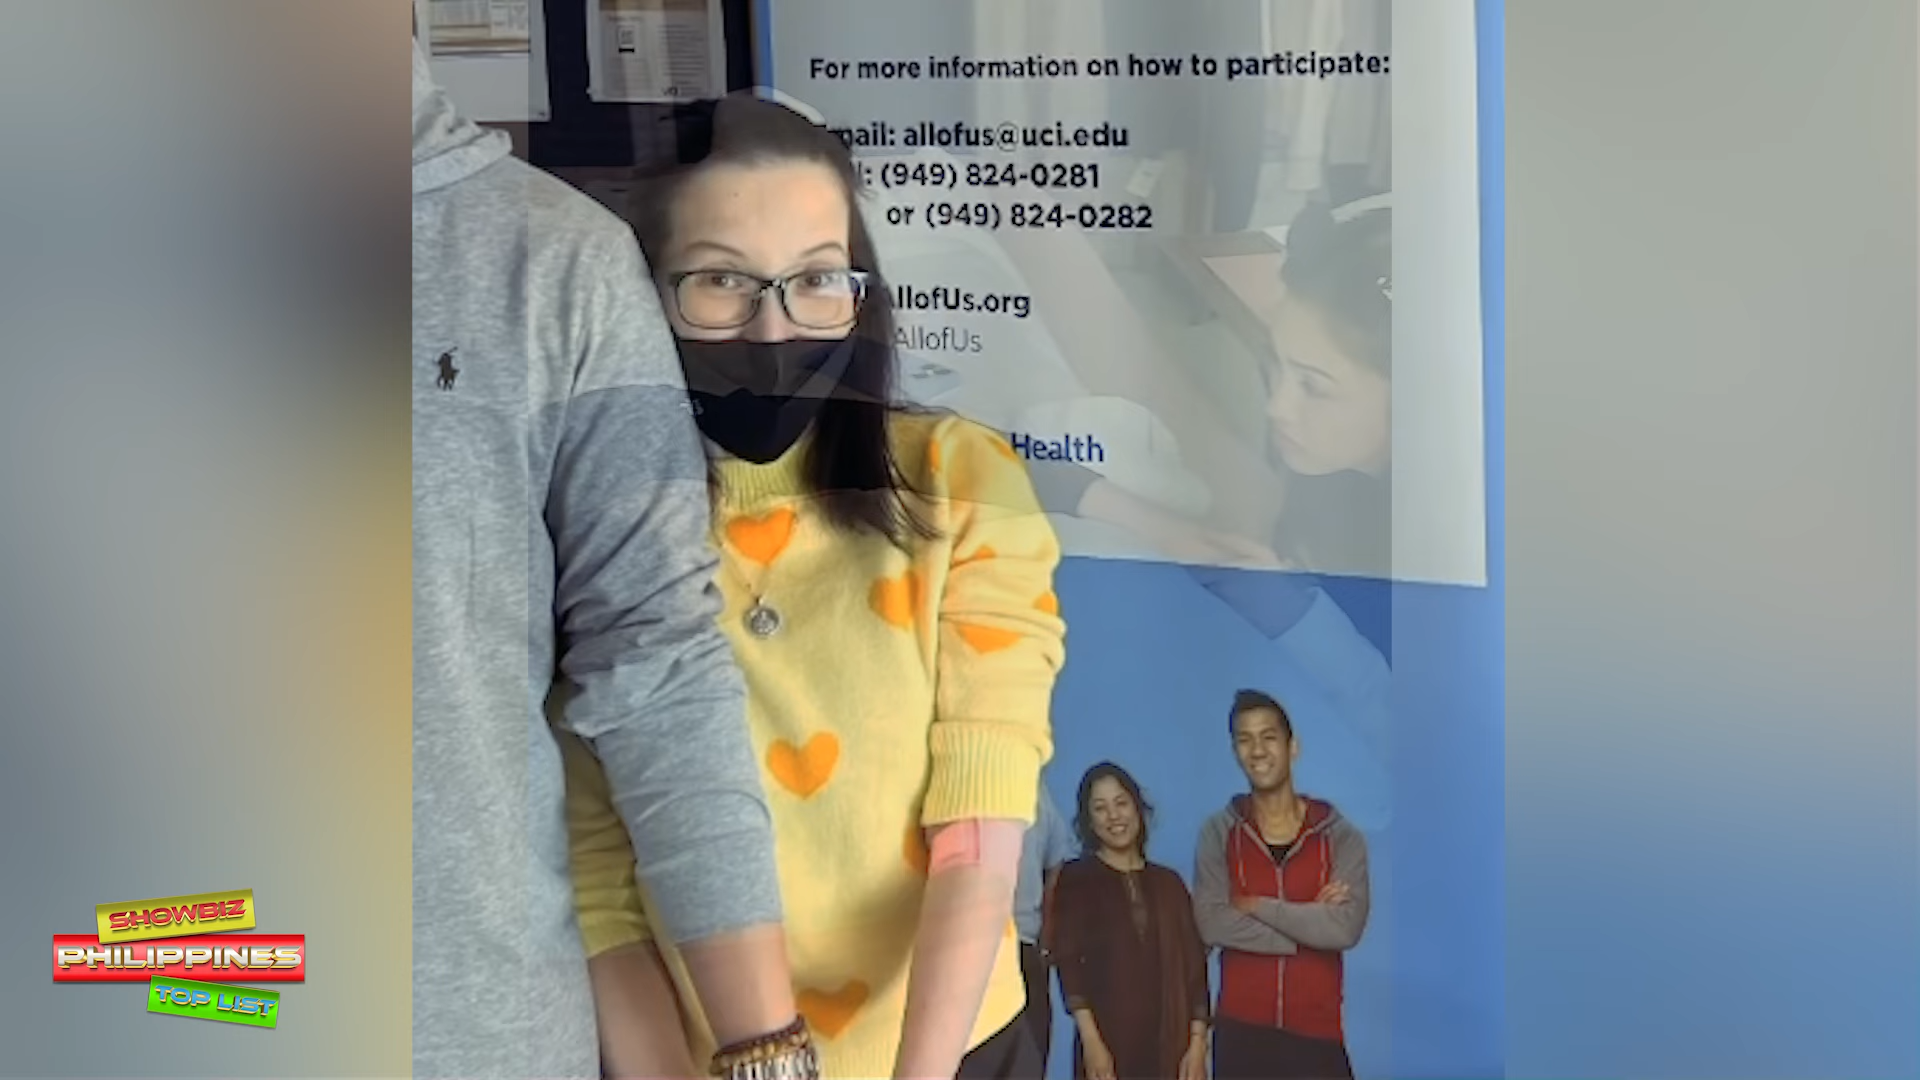 For more information on how to participate:
mail: allofus@uci.edu
l: (949) 824-0281
or (949) 824-0282
AllofUs.org
AllofUs
Health
SHOWBIZ
PHILIPPINES
TOP LIST